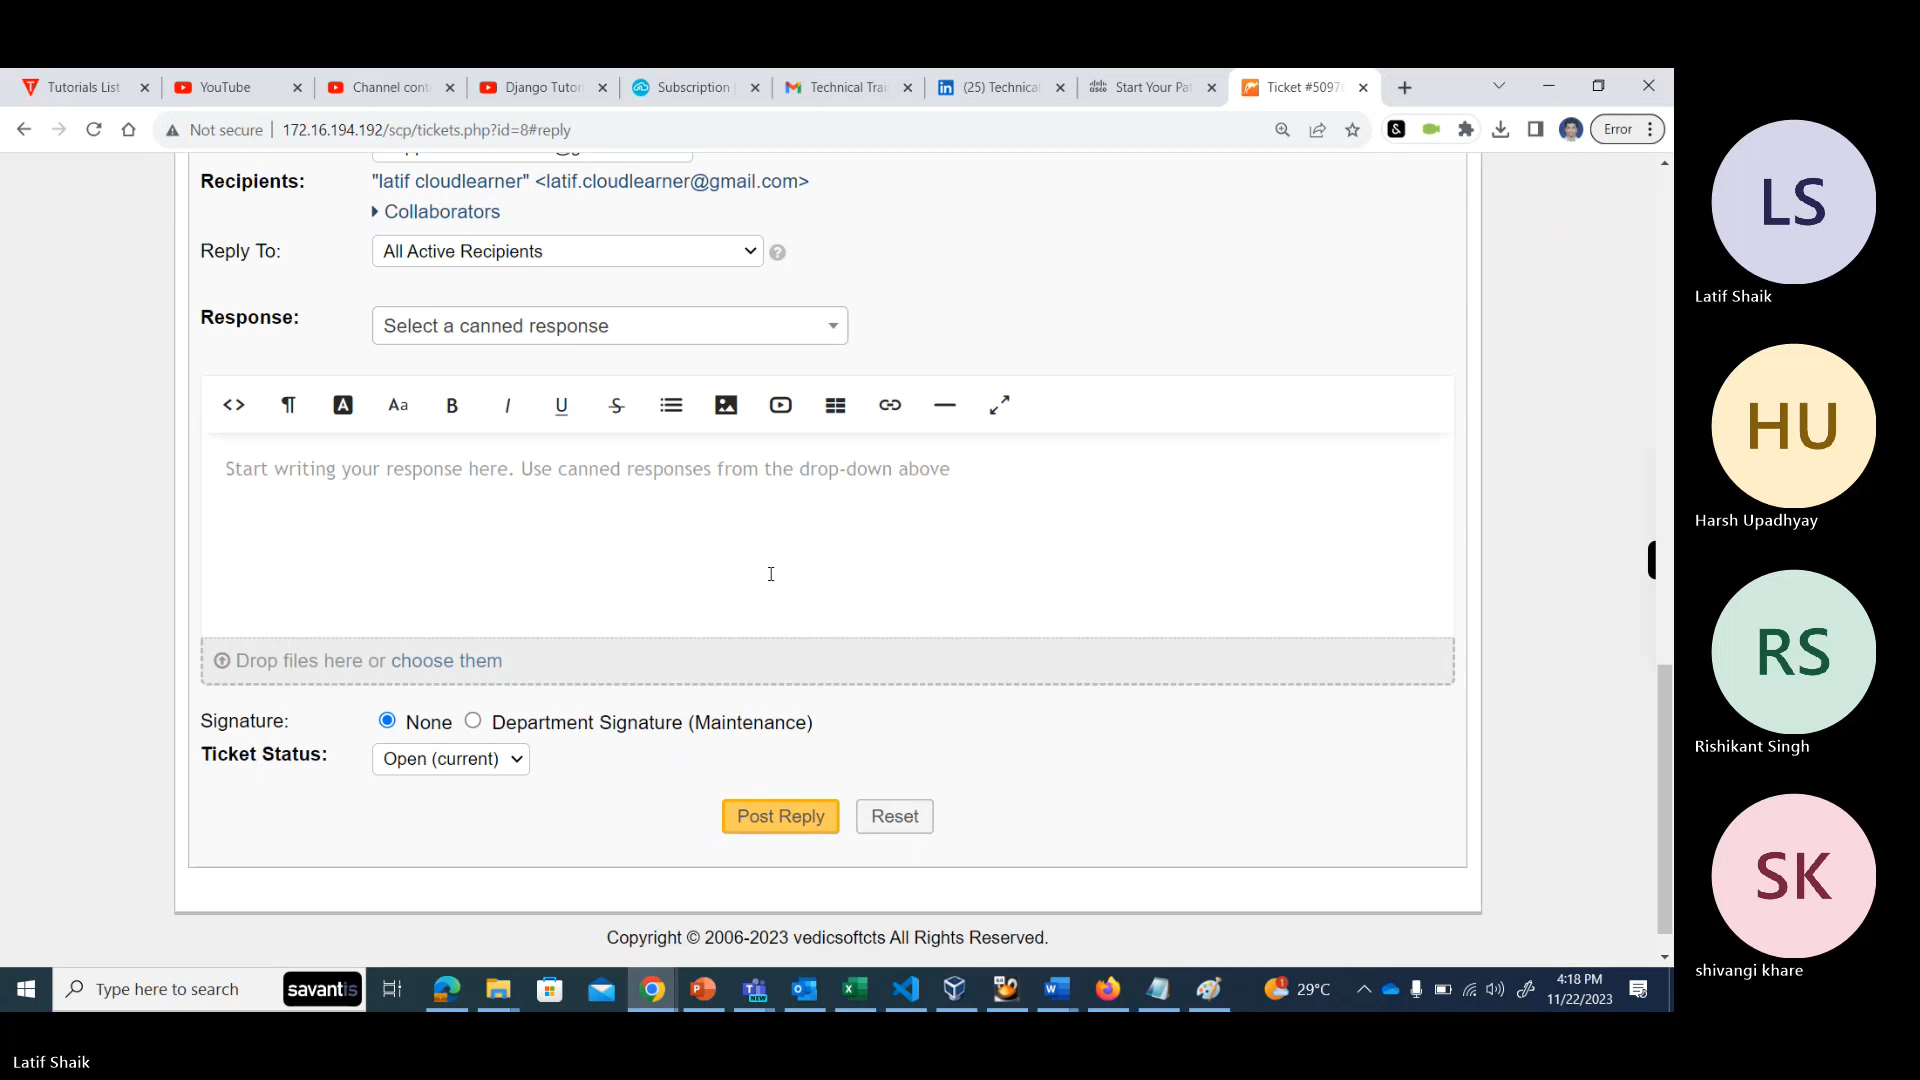 Tutorials List
YouTube
Channel cont
Django Tutor
Subscription
Technical Trai
(25) Technical
Start Your Pat
Ticket #5097
Not secure
172.16.194.192/scp/tickets.php?id=8#reply
Error
Recipients:
"latif cloudlearner" <latif.cloudlearner@gmail.com>
Collaborators
Reply To:
All Active Recipients
Response:
Select a canned response
Aa
B
I
U
S
Start writing your response here. Use canned responses from the drop-down above
Drop files here or choose them
Signature:
None
Department Signature (Maintenance)
Ticket Status:
Open (current)
Post Reply
Reset
Copyright © 2006-2023 vedicsoftcts All Rights Reserved.
Type here to search
savantis
29°C
4:18 PM
11/22/2023
LS
Latif Shaik
HU
Harsh Upadhyay
RS
Rishikant Singh
SK
shivangi khare
Latif Shaik